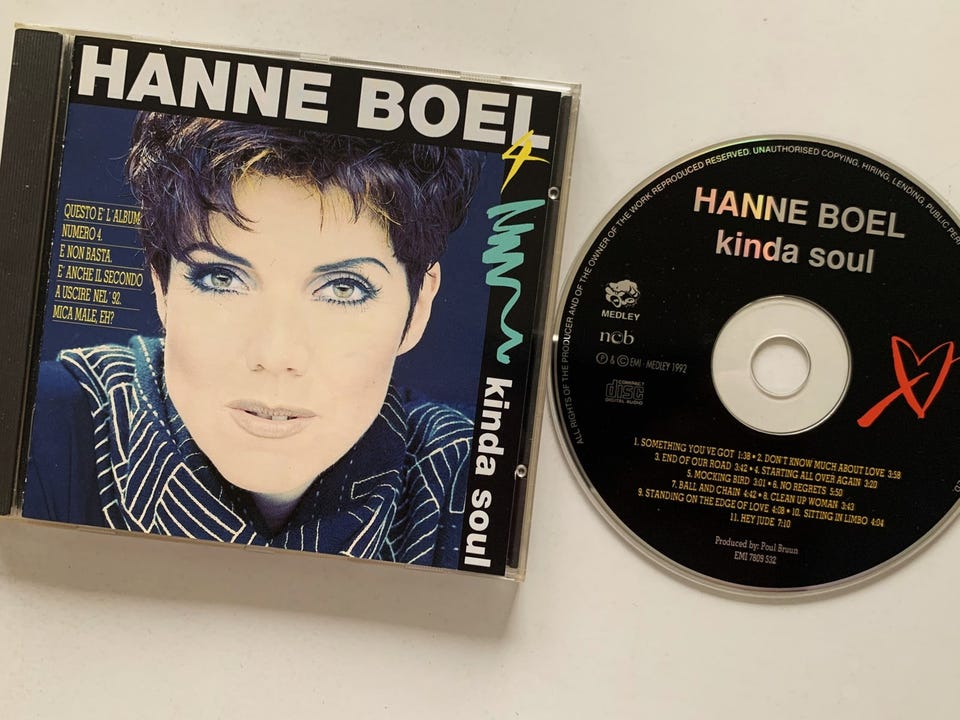 HANNE BOEL
4
QUESTO E' L'ALBUM
NUMERO 4.
E NON BASTA.
E' ANCHE IL SECONDO
A USCIRE NEL '92.
MICA MALE, EH?
kinda soul
ALL RIGHTS OF THE PRODUCER AND OF THE OWNER OF THE WORK REPRODUCED RESERVED. UNAUTHORISED COPYING, HIRING, LENDING, PUBLIC
HANNE BOEL
kinda soul
MEDLEY
ncb
℗ & © EMI - MEDLEY 1992
COMPACT
disc
DIGITAL AUDIO
1. SOMETHING YOU'VE GOT 1:38 • 2. DON'T KNOW MUCH ABOUT LOVE 3:58
3. END OF OUR ROAD 3:42 • 4. STARTING ALL OVER AGAIN 3:20
5. MOCKING BIRD 3:01 • 6. NO REGRETS 5:50
7. BALL AND CHAIN 4:42 • 8. CLEAN UP WOMAN 3:43
9. STANDING ON THE EDGE OF LOVE 4:08 • 10. SITTING IN LIMBO 4:04
11. HEY JUDE 7:10
Produced by: Poul Bruun
EMI 7809 532